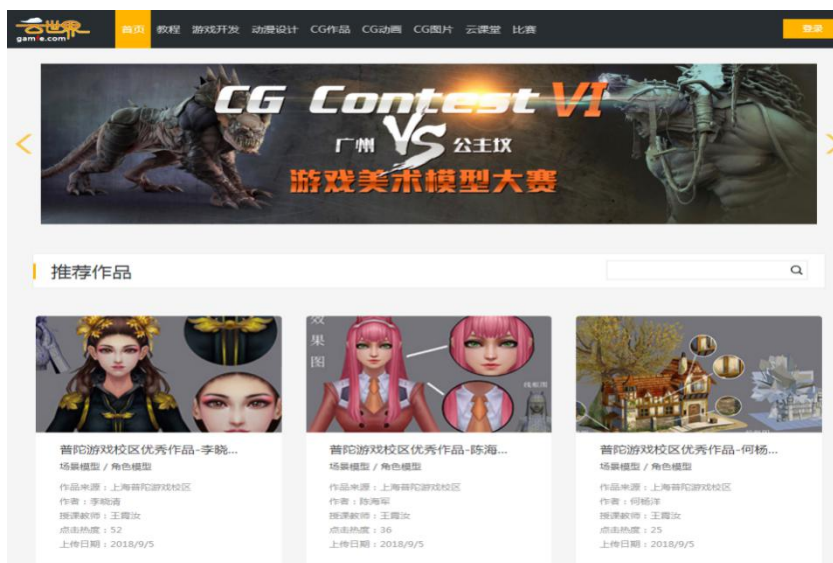 云世界
gam e.com
首页 教程 游戏开发 动漫设计 CG作品 CG动画 CG图片 云课堂 比赛
登录
CG Contest VI
广州 VS 公主坟
游戏美术模型大赛
推荐作品
效果图
普陀游戏校区优秀作品-李晓...
场景模型 / 角色模型
作品来源：上海普陀游戏校区
作者：李晓清
授课教师：王霞汝
点击热度：52
上传日期：2018/9/5
普陀游戏校区优秀作品-陈海...
场景模型 / 角色模型
作品来源：上海普陀游戏校区
作者：陈海军
授课教师：王霞汝
点击热度：36
上传日期：2018/9/5
普陀游戏校区优秀作品-何杨...
场景模型 / 角色模型
作品来源：上海普陀游戏校区
作者：何杨洋
授课教师：王霞汝
点击热度：25
上传日期：2018/9/5